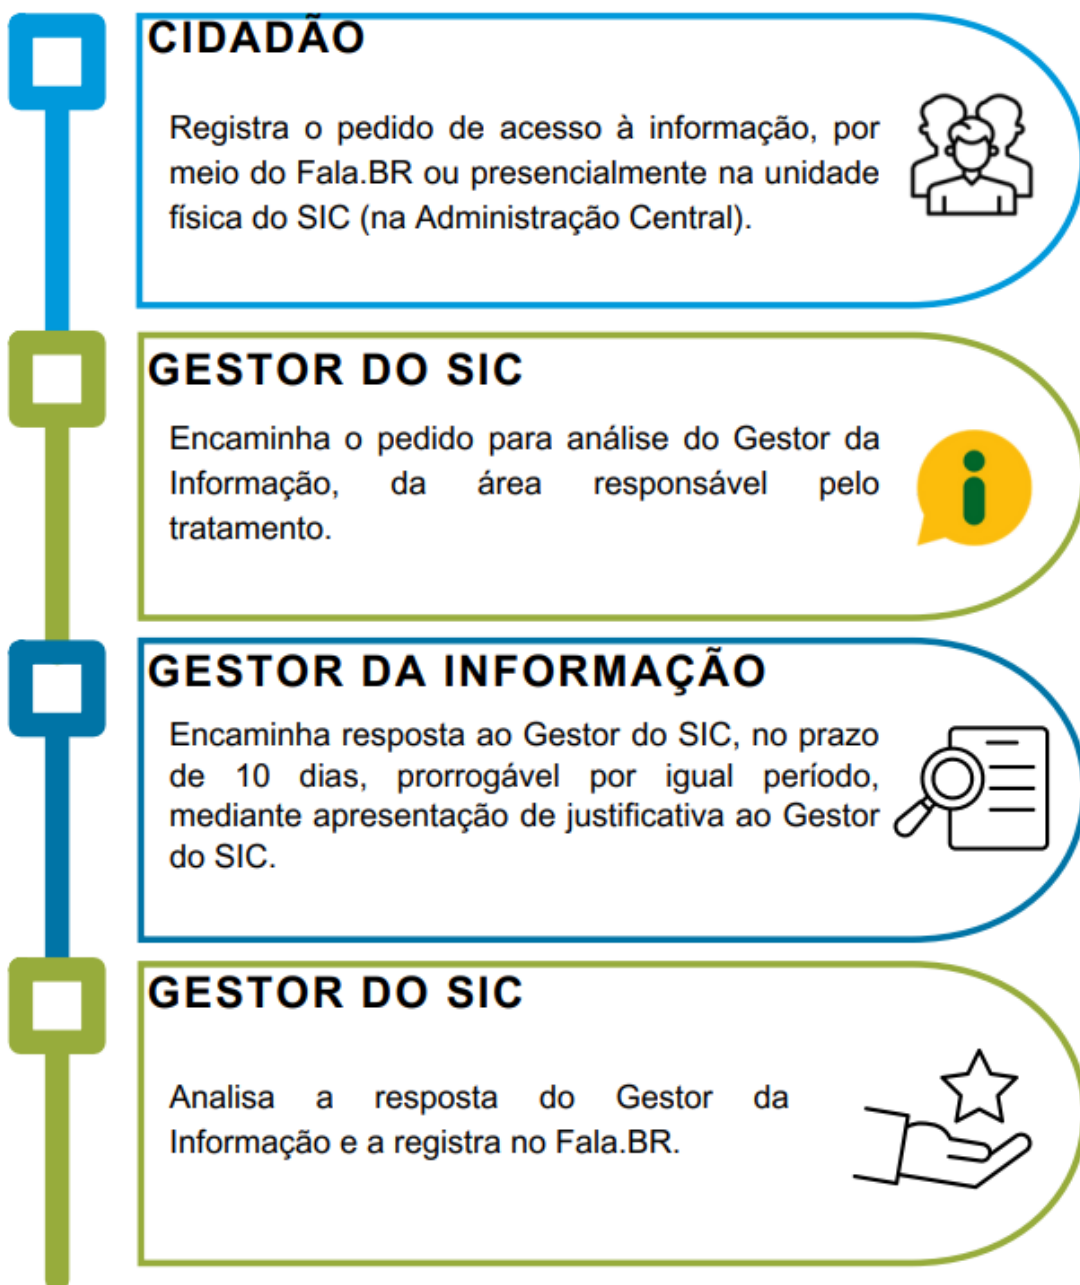 CIDADÃO
Registra o pedido de acesso à informação, por
meio do Fala.BR ou presencialmente na unidade
física do SIC (na Administração Central).
GESTOR DO SIC
Encaminha o pedido para análise do Gestor da
Informação, da área responsável pelo
tratamento.
GESTOR DA INFORMAÇÃO
Encaminha resposta ao Gestor do SIC, no prazo
de 10 dias, prorrogável por igual período,
mediante apresentação de justificativa ao Gestor
do SIC.
GESTOR DO SIC
Analisa a resposta do Gestor da
Informação e a registra no Fala.BR.